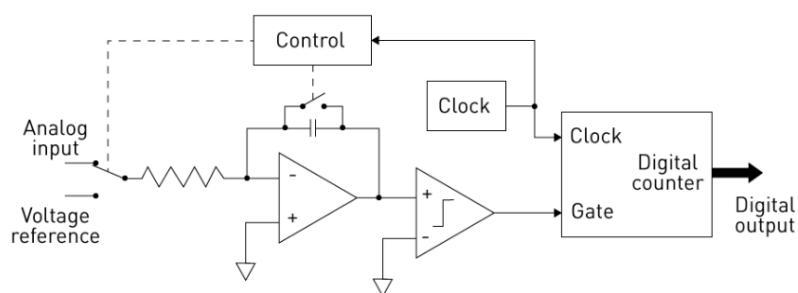 Control
Clock
Analog
input
Voltage
reference
-
+
+
-
Clock
Digital
counter
Gate
Digital
output